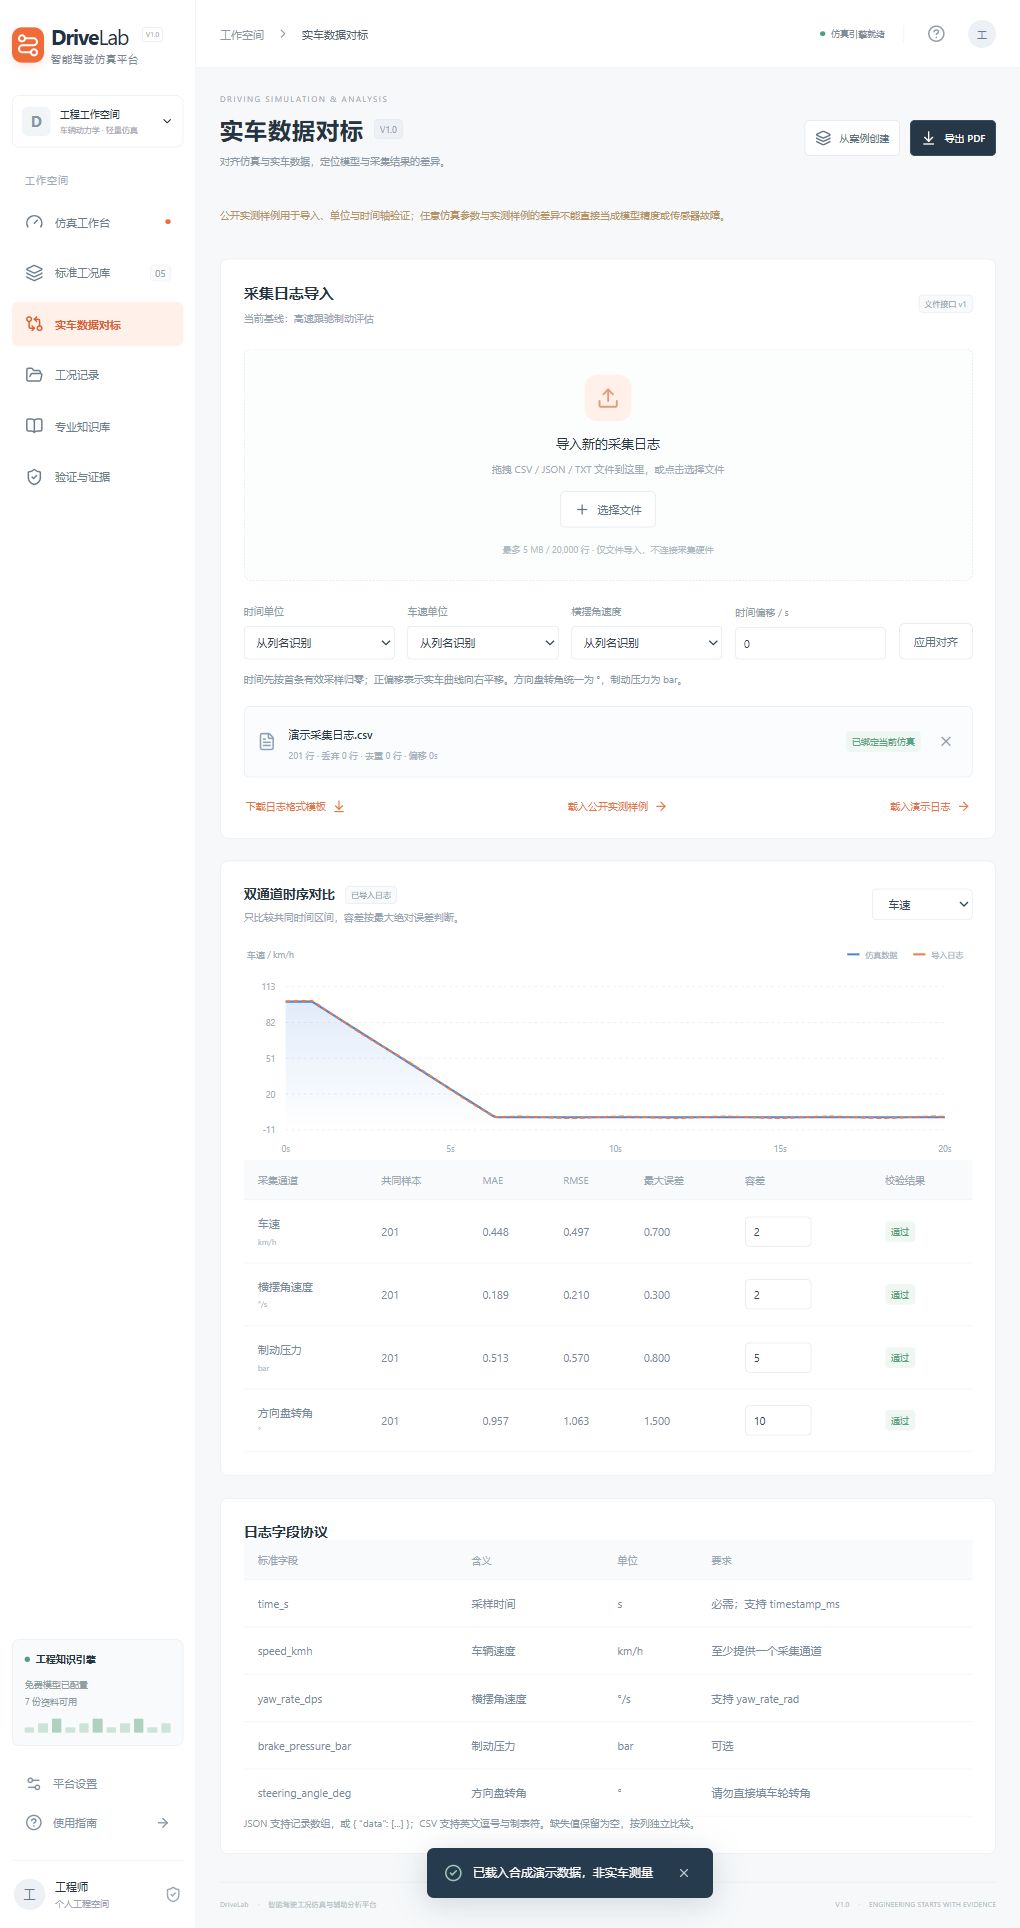 DriveLab V1.0
智能驾驶仿真平台
D 工程工作空间
车辆动力学 · 轻量仿真
工作空间
仿真工作台
标准工况库 05
实车数据对标
工况记录
专业知识库
验证与证据
工程知识引擎
免费模型已配置
7 份资料可用
平台设置
使用指南
工 工程师
个人工程空间
工作空间 实车数据对标
仿真引擎就绪 工
DRIVING SIMULATION & ANALYSIS
实车数据对标 V1.0
对齐仿真与实车数据，定位模型与采集结果的差异。
从案例创建 导出 PDF
公开实测样例用于导入、单位与时间轴验证；任意仿真参数与实测样例的差异不能直接当成模型精度或传感器故障。
采集日志导入
当前基线：高速跟驰制动评估
文件接口 v1
导入新的采集日志
拖拽 CSV / JSON / TXT 文件到这里，或点击选择文件
选择文件
最多 5 MB / 20,000 行 · 仅文件导入，不连接采集硬件
时间单位 车速单位 横摆角速度 时间偏移 / s
从列名识别 从列名识别 从列名识别 0 应用对齐
时间先按首条有效采样归零；正偏移表示实车曲线向右平移。方向盘转角统一为 °，制动压力为 bar。
演示采集日志.csv
201 行 · 丢弃 0 行 · 去重 0 行 · 偏移 0s
已绑定当前仿真
下载日志格式模板 载入公开实测样例 载入演示日志
双通道时序对比 已导入日志
只比较共同时间区间，容差按最大绝对误差判断。
车速
车速 / km/h 仿真数据 导入日志
113
82
51
20
-11
0s 5s 10s 15s 20s
采集通道 共同样本 MAE RMSE 最大误差 容差 校验结果
车速
km/h
201 0.448 0.497 0.700 2 通过
横摆角速度
°/s
201 0.189 0.210 0.300 2 通过
制动压力
bar
201 0.513 0.570 0.800 5 通过
方向盘转角
°
201 0.957 1.063 1.500 10 通过
日志字段协议
标准字段 含义 单位 要求
time_s 采样时间 s 必需；支持 timestamp_ms
speed_kmh 车辆速度 km/h 至少提供一个采集通道
yaw_rate_dps 横摆角速度 °/s 支持 yaw_rate_rad
brake_pressure_bar 制动压力 bar 可选
steering_angle_deg 方向盘转角 ° 请勿直接填车轮转角
JSON 支持记录数组，或 { "data": [...] }；CSV 支持英文逗号与制表符。缺失值保留为空，按列独立比较。
已载入合成演示数据，非实车测量
DriveLab · 智能驾驶工况仿真与辅助分析平台 V1.0 · ENGINEERING STARTS WITH EVIDENCE